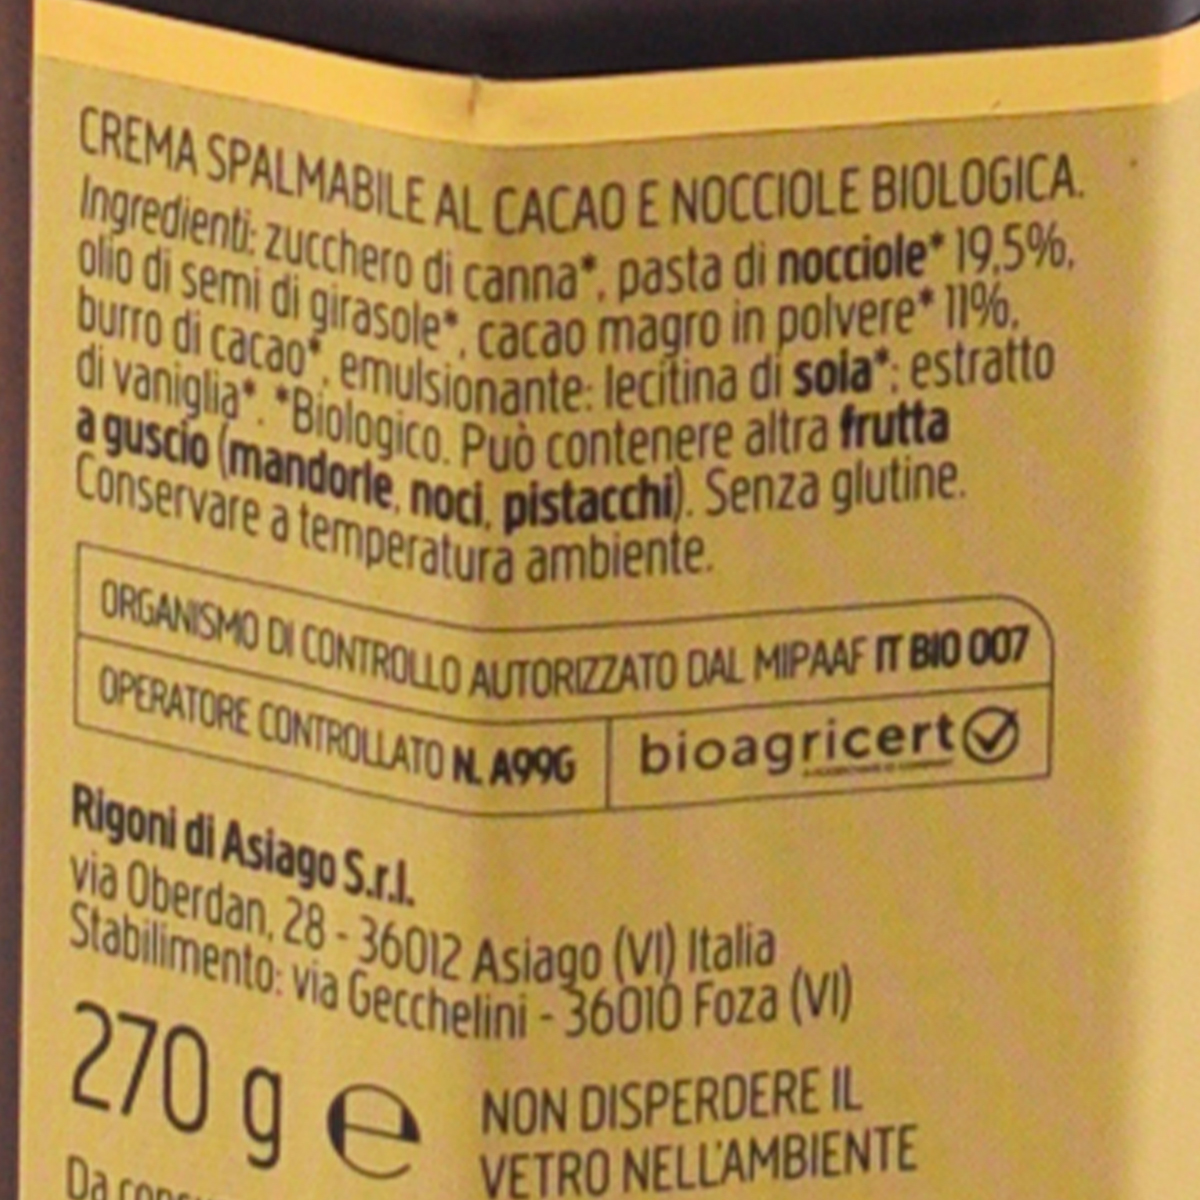 CREMA SPALMABILE AL CACAO E NOCCIOLE BIOLOGICA.
Ingredienti: zucchero di canna*, pasta di nocciole* 19,5%,
olio di semi di girasole*, cacao magro in polvere* 11%,
burro di cacao*, emulsionante: lecitina di soia*; estratto
di vaniglia*. *Biologico. Può contenere altra frutta
a guscio (mandorle, noci, pistacchi). Senza glutine.
Conservare a temperatura ambiente.
ORGANISMO DI CONTROLLO AUTORIZZATO DAL MIPAAF IT BIO 007
OPERATORE CONTROLLATO N. A99G
bioagricert
Rigoni di Asiago S.r.l.
via Oberdan, 28 - 36012 Asiago (VI) Italia
Stabilimento: via Gecchelini - 36010 Foza (VI)
270 g e
NON DISPERDERE IL
VETRO NELL'AMBIENTE
Da